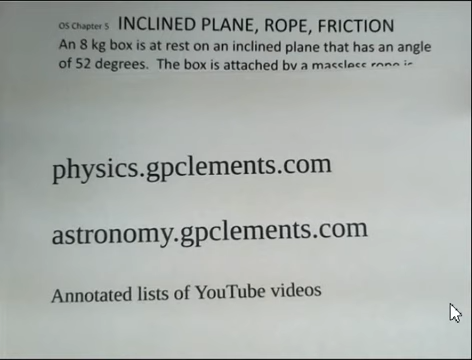 OS Chapter 5 INCLINED PLANE, ROPE, FRICTION
An 8 kg box is at rest on an inclined plane that has an angle
of 52 degrees. The box is attached by a massless rope
physics.gpclements.com
astronomy.gpclements.com
Annotated lists of YouTube videos